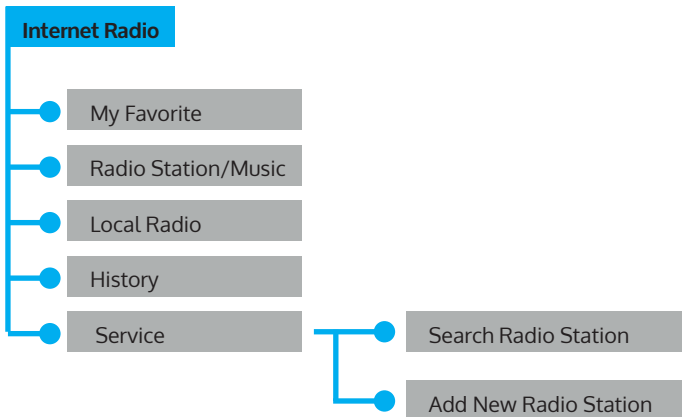 Internet Radio
My Favorite
Radio Station/Music
Local Radio
History
Service
Search Radio Station
Add New Radio Station